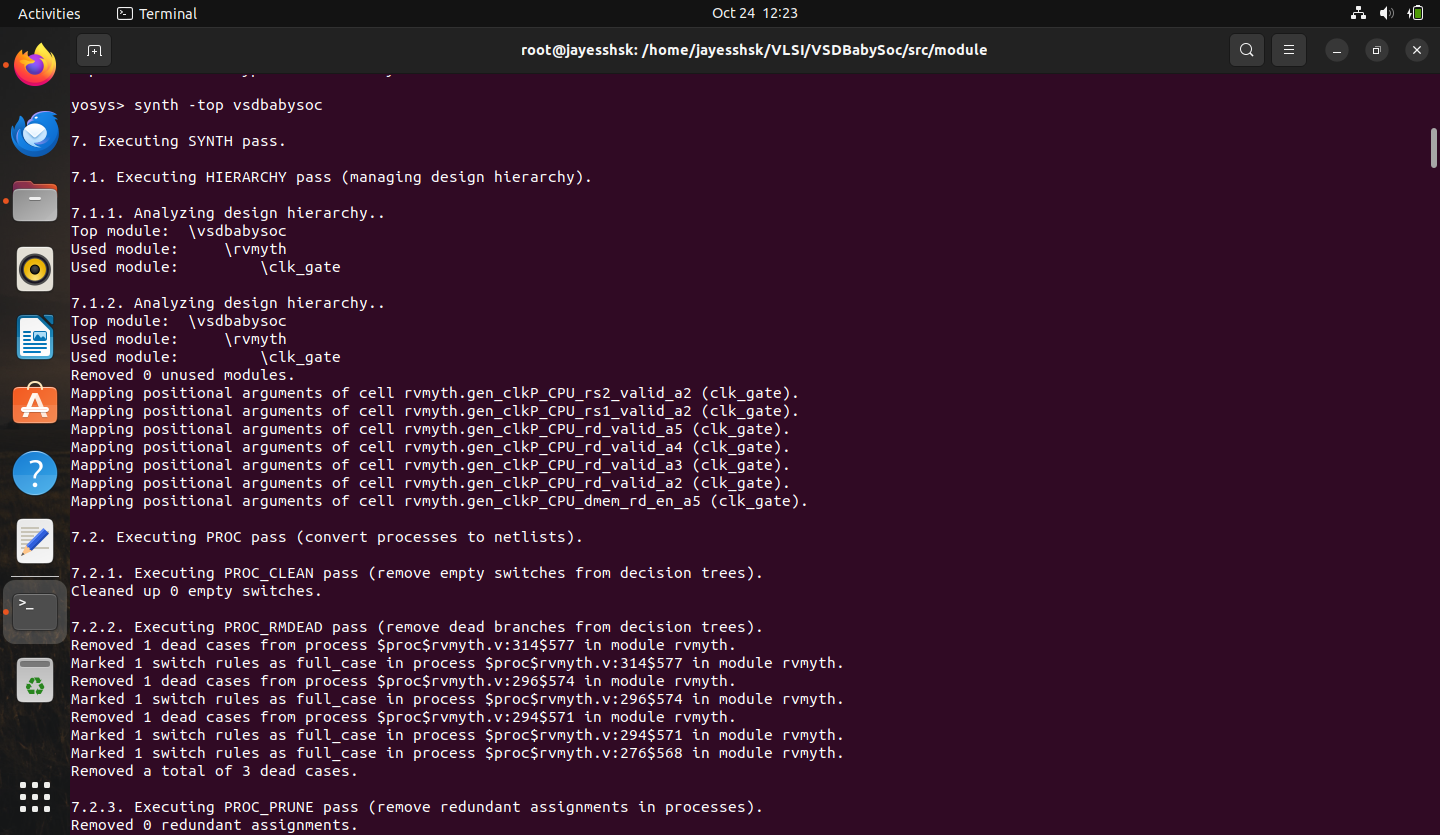 Activities
Terminal
Oct 24 12:23
root@jayesshsk: /home/jayesshsk/VLSI/VSDBabySoc/src/module
yosys> synth -top vsdbabysoc
7. Executing SYNTH pass.
7.1. Executing HIERARCHY pass (managing design hierarchy).
7.1.1. Analyzing design hierarchy..
Top module:  \vsdbabysoc
Used module:     \rvmyth
Used module:         \clk_gate
7.1.2. Analyzing design hierarchy..
Top module:  \vsdbabysoc
Used module:     \rvmyth
Used module:         \clk_gate
Removed 0 unused modules.
Mapping positional arguments of cell rvmyth.gen_clkP_CPU_rs2_valid_a2 (clk_gate).
Mapping positional arguments of cell rvmyth.gen_clkP_CPU_rs1_valid_a2 (clk_gate).
Mapping positional arguments of cell rvmyth.gen_clkP_CPU_rd_valid_a5 (clk_gate).
Mapping positional arguments of cell rvmyth.gen_clkP_CPU_rd_valid_a4 (clk_gate).
Mapping positional arguments of cell rvmyth.gen_clkP_CPU_rd_valid_a3 (clk_gate).
Mapping positional arguments of cell rvmyth.gen_clkP_CPU_rd_valid_a2 (clk_gate).
Mapping positional arguments of cell rvmyth.gen_clkP_CPU_dmem_rd_en_a5 (clk_gate).
7.2. Executing PROC pass (convert processes to netlists).
7.2.1. Executing PROC_CLEAN pass (remove empty switches from decision trees).
Cleaned up 0 empty switches.
7.2.2. Executing PROC_RMDEAD pass (remove dead branches from decision trees).
Removed 1 dead cases from process $proc$rvmyth.v:314$577 in module rvmyth.
Marked 1 switch rules as full_case in process $proc$rvmyth.v:314$577 in module rvmyth.
Removed 1 dead cases from process $proc$rvmyth.v:296$574 in module rvmyth.
Marked 1 switch rules as full_case in process $proc$rvmyth.v:296$574 in module rvmyth.
Removed 1 dead cases from process $proc$rvmyth.v:294$571 in module rvmyth.
Marked 1 switch rules as full_case in process $proc$rvmyth.v:294$571 in module rvmyth.
Marked 1 switch rules as full_case in process $proc$rvmyth.v:276$568 in module rvmyth.
Removed a total of 3 dead cases.
7.2.3. Executing PROC_PRUNE pass (remove redundant assignments in processes).
Removed 0 redundant assignments.